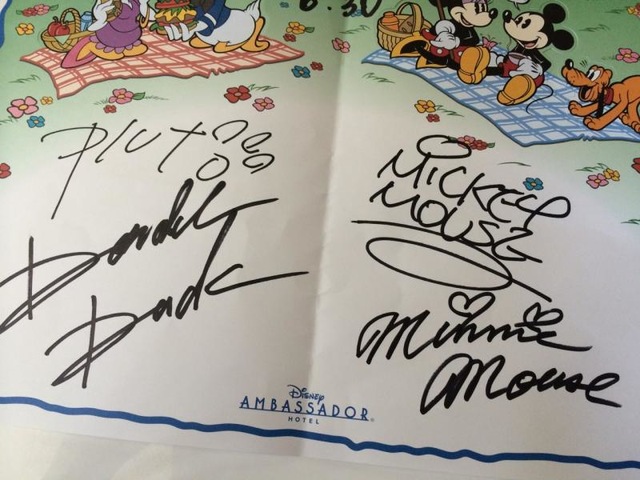 6.30
Pluto
MICKEY
MOUSE
Donald
Duck
Minnie
Mouse
Disney
AMBASSADOR
HOTEL